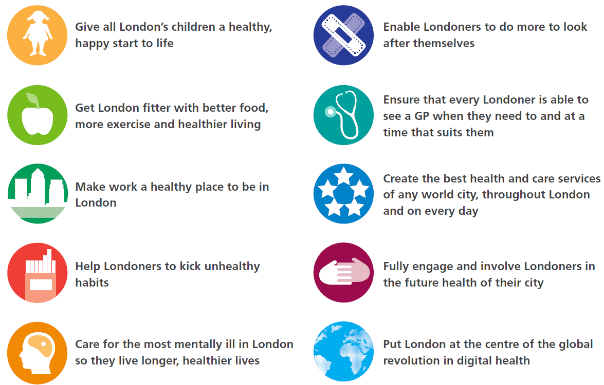 Give all London's children a healthy,
happy start to life
Get London fitter with better food,
more exercise and healthier living
Make work a healthy place to be in
London
Help Londoners to kick unhealthy
habits
Care for the most mentally ill in London
so they live longer, healthier lives
Enable Londoners to do more to look
after themselves
Ensure that every Londoner is able to
see a GP when they need to and at a
time that suits them
Create the best health and care services
of any world city, throughout London
and on every day
Fully engage and involve Londoners in
the future health of their city
Put London at the centre of the global
revolution in digital health